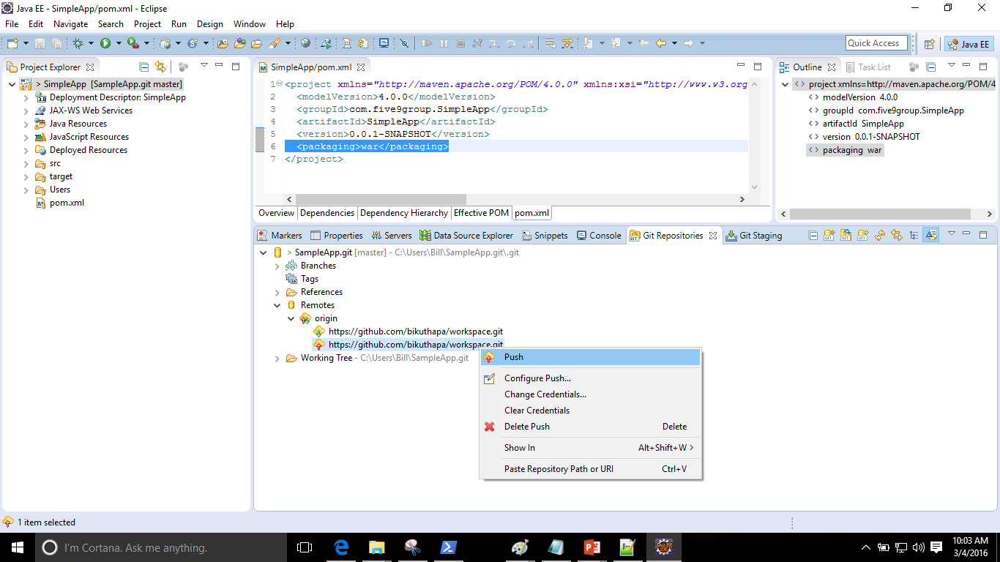 Java EE - SimpleApp/pom.xml - Eclipse
File Edit Navigate Search Project Run Design Window Help
Quick Access
Java EE
Project Explorer
> SimpleApp [SampleApp.git master]
Deployment Descriptor: SimpleApp
JAX-WS Web Services
Java Resources
JavaScript Resources
Deployed Resources
src
target
Users
pom.xml
SimpleApp/pom.xml
1 <project xmlns="http://maven.apache.org/POM/4.0.0" xmlns:xsi="http://www.w3.org
2 <modelVersion>4.0.0</modelVersion>
3 <groupId>com.five9group.SimpleApp</groupId>
4 <artifactId>SimpleApp</artifactId>
5 <version>0.0.1-SNAPSHOT</version>
6 <packaging>war</packaging>
7 </project>
Overview Dependencies Dependency Hierarchy Effective POM pom.xml
Outline Task List
project xmlns=http://maven.apache.org/POM/4
modelVersion 4.0.0
groupId com.five9group.SimpleApp
artifactId SimpleApp
version 0.0.1-SNAPSHOT
packaging war
Markers Properties Servers Data Source Explorer Snippets Console Git Repositories Git Staging
> SampleApp.git [master] - C:\Users\Bill\SampleApp.git\.git
Branches
Tags
References
Remotes
origin
https://github.com/bikuthapa/workspace.git
https://github.com/bikuthapa/workspace.git
Working Tree - C:\Users\Bill\SampleApp.git
Push
Configure Push...
Change Credentials...
Clear Credentials
Delete Push Delete
Show In Alt+Shift+W >
Paste Repository Path or URI Ctrl+V
1 item selected
I'm Cortana. Ask me anything.
10:03 AM
3/4/2016